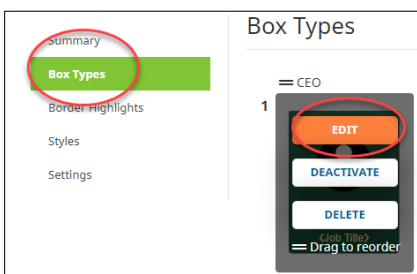 Summary
Box Types
Border Highlights
Styles
Settings
Box Types
CEO
1
EDIT
DEACTIVATE
DELETE
<Job Title>
Drag to reorder